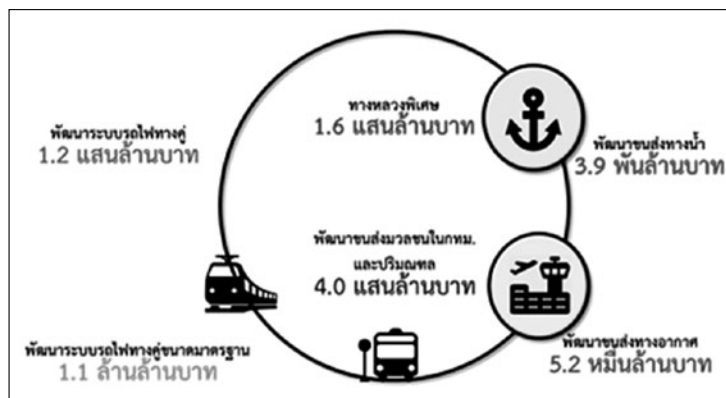 ทางหลวงพิเศษ
1.6 แสนล้านบาท
พัฒนาระบบรถไฟทางคู่
1.2 แสนล้านบาท
พัฒนาขนส่งทางน้ำ
3.9 พันล้านบาท
พัฒนาขนส่งมวลชนในกทม.
และปริมณฑล
4.0 แสนล้านบาท
พัฒนาระบบรถไฟทางคู่ขนาดมาตรฐาน
1.1 ล้านล้านบาท
พัฒนาขนส่งทางอากาศ
5.2 หมื่นล้านบาท